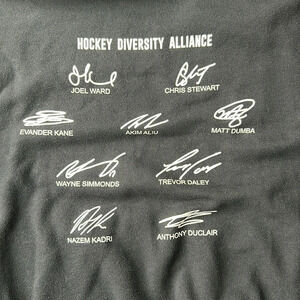 HOCKEY DIVERSITY ALLIANCE
JOEL WARD
CHRIS STEWART
EVANDER KANE
AKIM ALIU
MATT DUMBA
WAYNE SIMMONDS
TREVOR DALEY
NAZEM KADRI
ANTHONY DUCLAIR